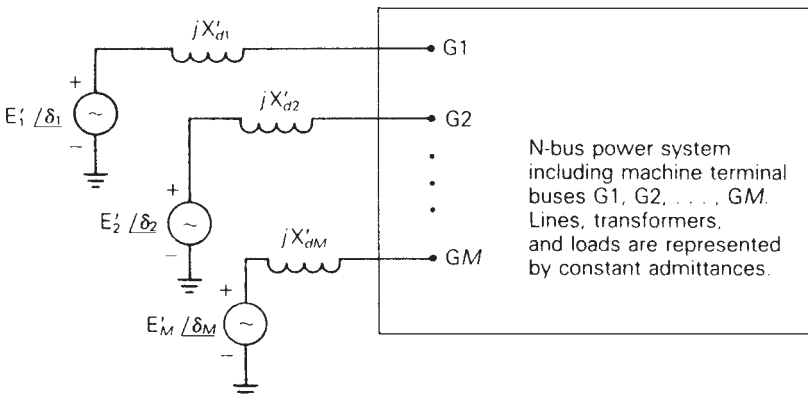 jX′d1
G1
+
E′1 /δ1
~
−
jX′d2
G2
+
E′2 /δ2
~
−
jX′dM
GM
+
E′M /δM
~
−
N-bus power system
including machine terminal
buses G1, G2, . . . , GM.
Lines, transformers,
and loads are represented
by constant admittances.